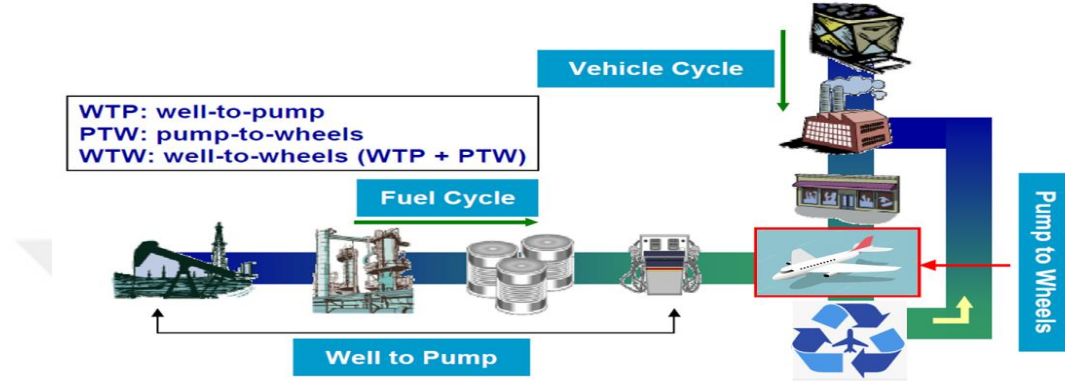 Vehicle Cycle
WTP: well-to-pump
PTW: pump-to-wheels
WTW: well-to-wheels (WTP + PTW)
Fuel Cycle
Pump to Wheels
Well to Pump